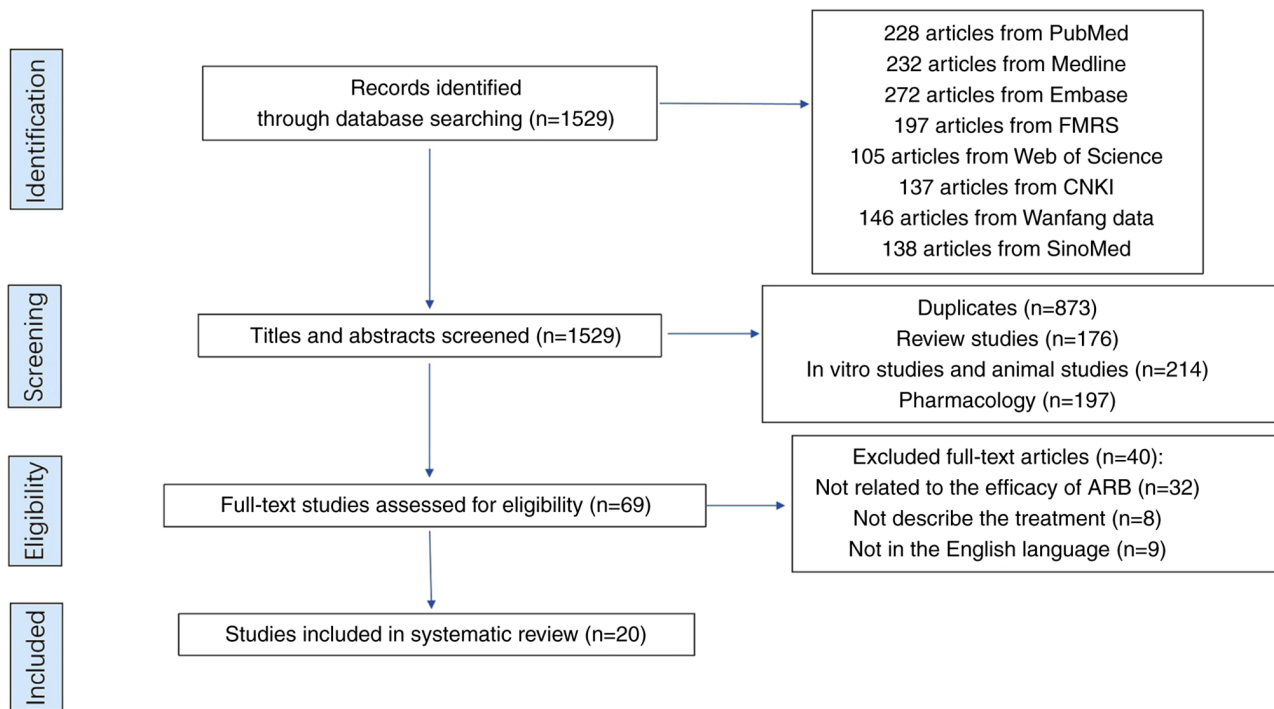 Identification
Records identified
through database searching (n=1529)
228 articles from PubMed
232 articles from Medline
272 articles from Embase
197 articles from FMRS
105 articles from Web of Science
137 articles from CNKI
146 articles from Wanfang data
138 articles from SinoMed
Screening
Titles and abstracts screened (n=1529)
Duplicates (n=873)
Review studies (n=176)
In vitro studies and animal studies (n=214)
Pharmacology (n=197)
Eligibility
Full-text studies assessed for eligibility (n=69)
Excluded full-text articles (n=40):
Not related to the efficacy of ARB (n=32)
Not describe the treatment (n=8)
Not in the English language (n=9)
Included
Studies included in systematic review (n=20)